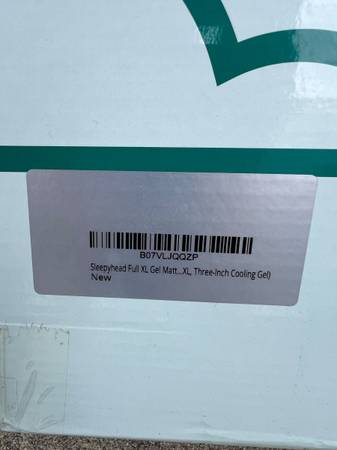 B07VLJQQZP
Sleepyhead Full XL Gel Matt...XL, Three-Inch Cooling Gel)
New